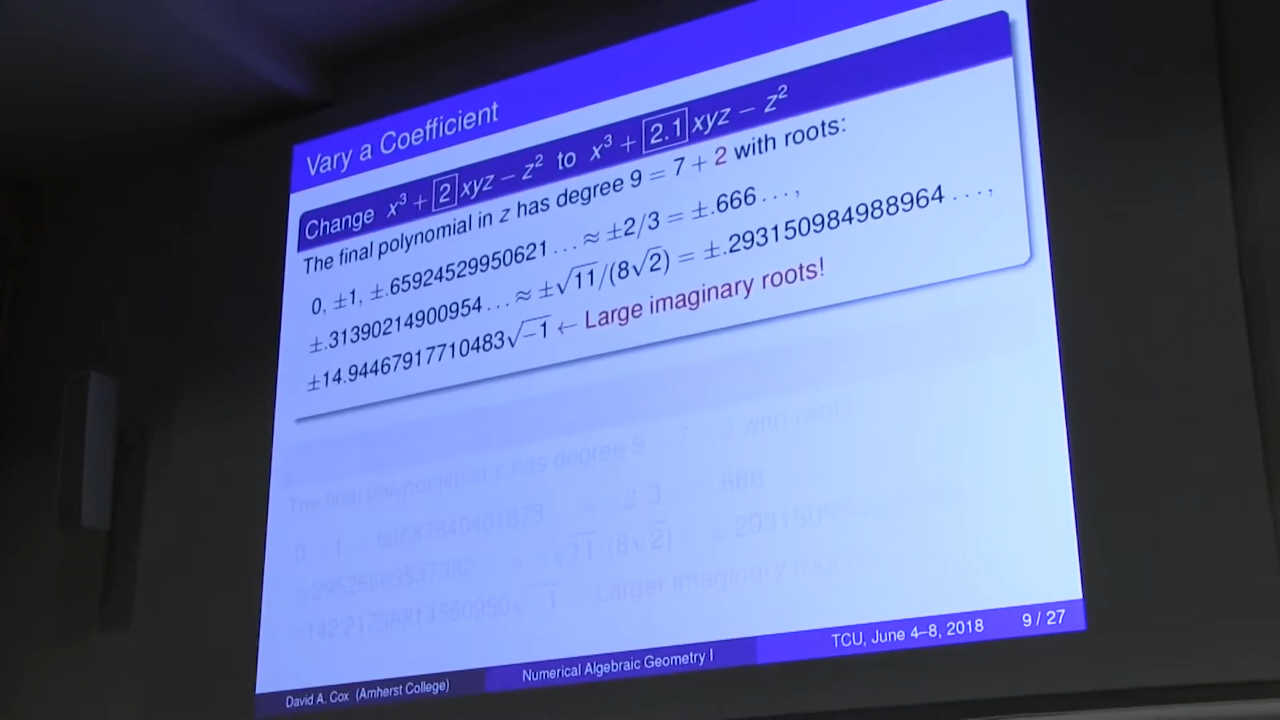 Vary a Coefficient
Change x³ + 2 xyz − z² to x³ + 2.1 xyz − z²
The final polynomial in z has degree 9 = 7 + 2 with roots:
0, ±1, ±.65924529950621 … ≈ ±2/3 = ±.666 … ,
±.31390214900954 … ≈ ±√11/(8√2) = ±.293150984988964 … ,
±14.94467917710483√−1 ← Large imaginary roots!
The final polynomial in z has degree 9
David A. Cox (Amherst College)
Numerical Algebraic Geometry I
TCU, June 4–8, 2018
9 / 27